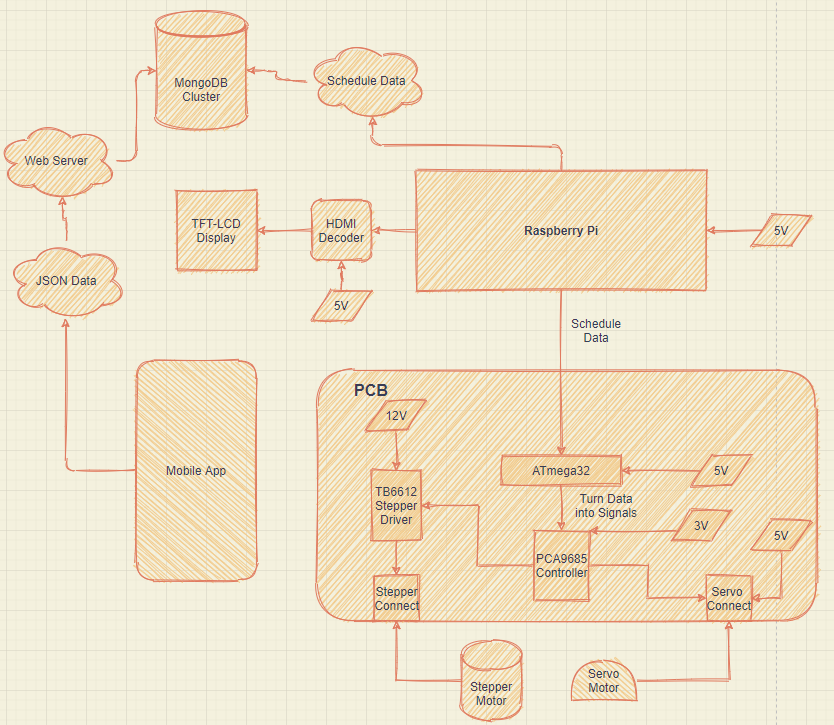 MongoDB
Cluster
Schedule Data
Web Server
TFT-LCD
Display
HDMI
Decoder
Raspberry Pi
5V
JSON Data
5V
Schedule
Data
PCB
12V
Mobile App
ATmega32
5V
TB6612
Stepper
Driver
Turn Data
into Signals
3V
5V
PCA9685
Controller
Stepper
Connect
Servo
Connect
Stepper
Motor
Servo
Motor